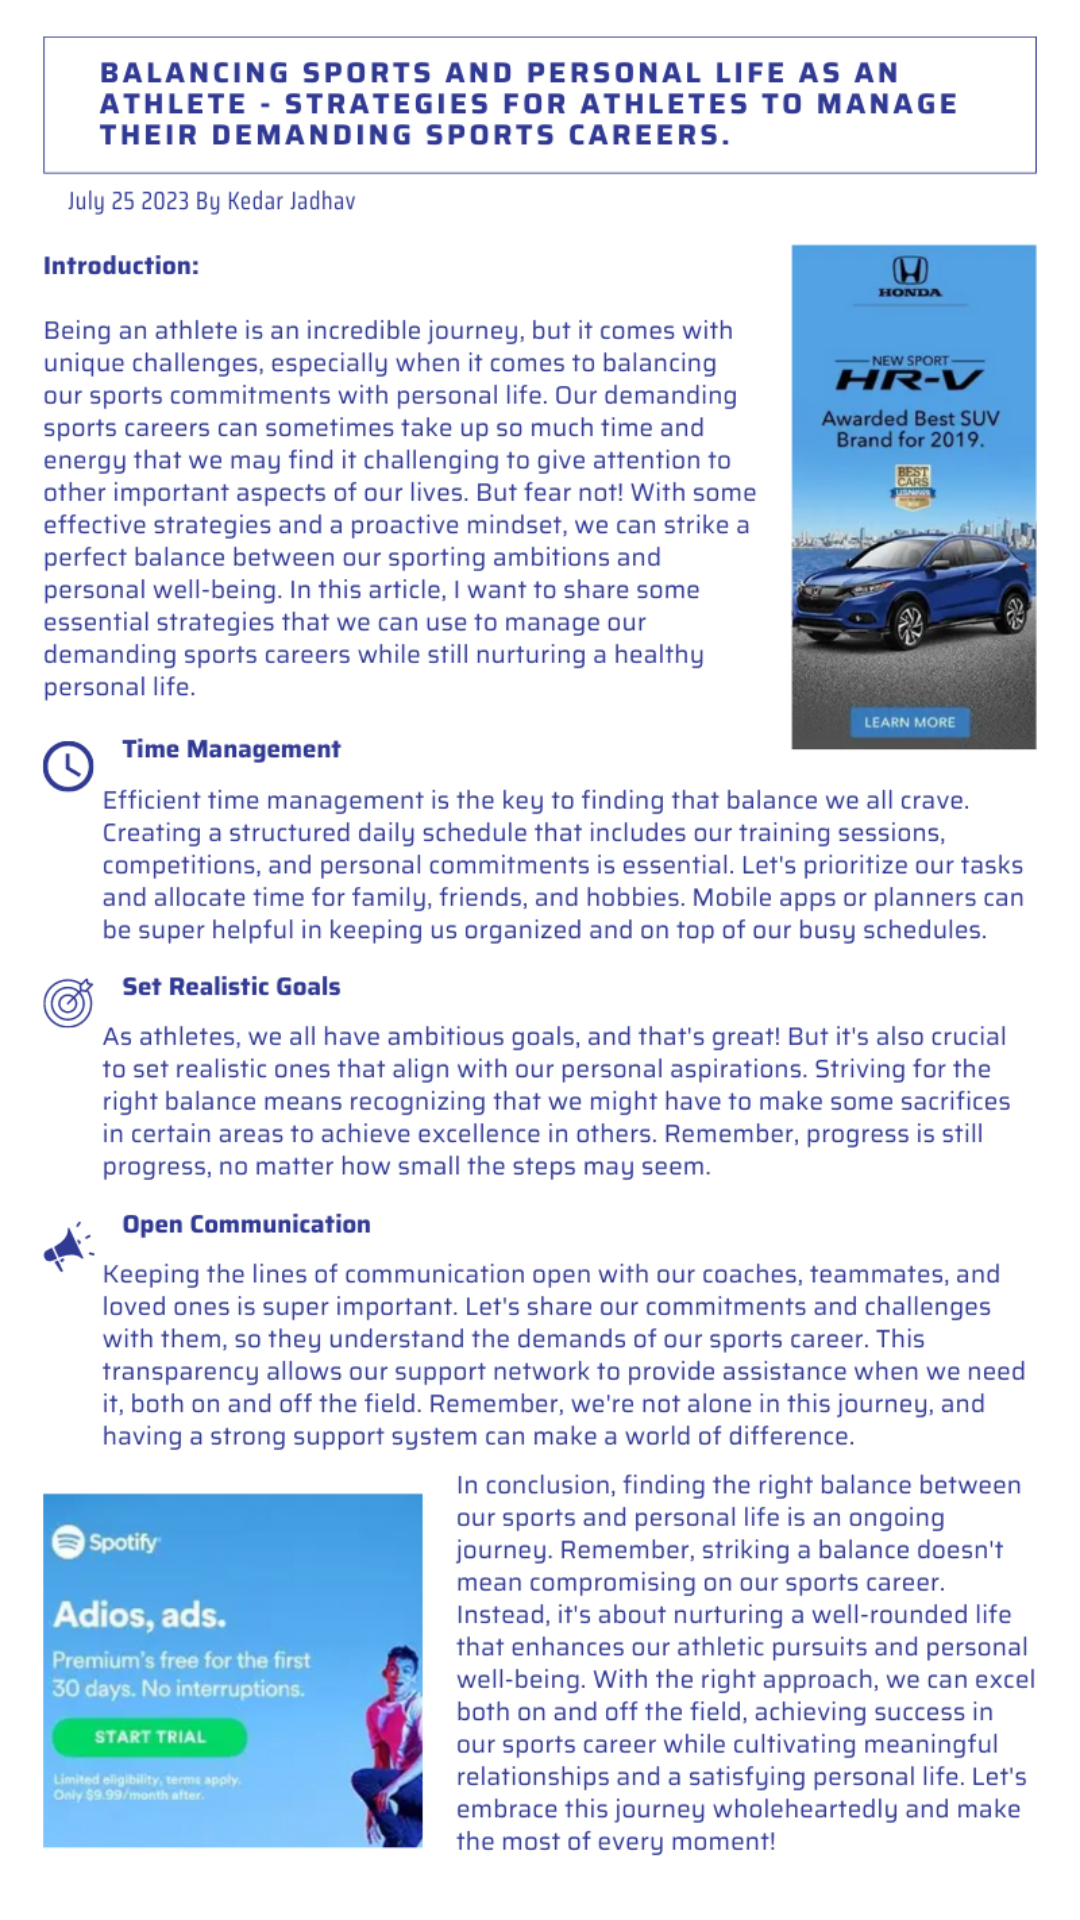 BALANCING SPORTS AND PERSONAL LIFE AS AN
ATHLETE - STRATEGIES FOR ATHLETES TO MANAGE
THEIR DEMANDING SPORTS CAREERS.
July 25 2023 By Kedar Jadhav
Introduction:
Being an athlete is an incredible journey, but it comes with
unique challenges, especially when it comes to balancing
our sports commitments with personal life. Our demanding
sports careers can sometimes take up so much time and
energy that we may find it challenging to give attention to
other important aspects of our lives. But fear not! With some
effective strategies and a proactive mindset, we can strike a
perfect balance between our sporting ambitions and
personal well-being. In this article, I want to share some
essential strategies that we can use to manage our
demanding sports careers while still nurturing a healthy
personal life.
HONDA
NEW SPORT
HR-V
Awarded Best SUV
Brand for 2019.
BEST
CARS
LEARN MORE
Time Management
Efficient time management is the key to finding that balance we all crave.
Creating a structured daily schedule that includes our training sessions,
competitions, and personal commitments is essential. Let's prioritize our tasks
and allocate time for family, friends, and hobbies. Mobile apps or planners can
be super helpful in keeping us organized and on top of our busy schedules.
Set Realistic Goals
As athletes, we all have ambitious goals, and that's great! But it's also crucial
to set realistic ones that align with our personal aspirations. Striving for the
right balance means recognizing that we might have to make some sacrifices
in certain areas to achieve excellence in others. Remember, progress is still
progress, no matter how small the steps may seem.
Open Communication
Keeping the lines of communication open with our coaches, teammates, and
loved ones is super important. Let's share our commitments and challenges
with them, so they understand the demands of our sports career. This
transparency allows our support network to provide assistance when we need
it, both on and off the field. Remember, we're not alone in this journey, and
having a strong support system can make a world of difference.
Spotify
Adios, ads.
Premium's free for the first
30 days. No interruptions.
START TRIAL
Limited eligibility, terms apply.
Only $9.99/month after.
In conclusion, finding the right balance between
our sports and personal life is an ongoing
journey. Remember, striking a balance doesn't
mean compromising on our sports career.
Instead, it's about nurturing a well-rounded life
that enhances our athletic pursuits and personal
well-being. With the right approach, we can excel
both on and off the field, achieving success in
our sports career while cultivating meaningful
relationships and a satisfying personal life. Let's
embrace this journey wholeheartedly and make
the most of every moment!